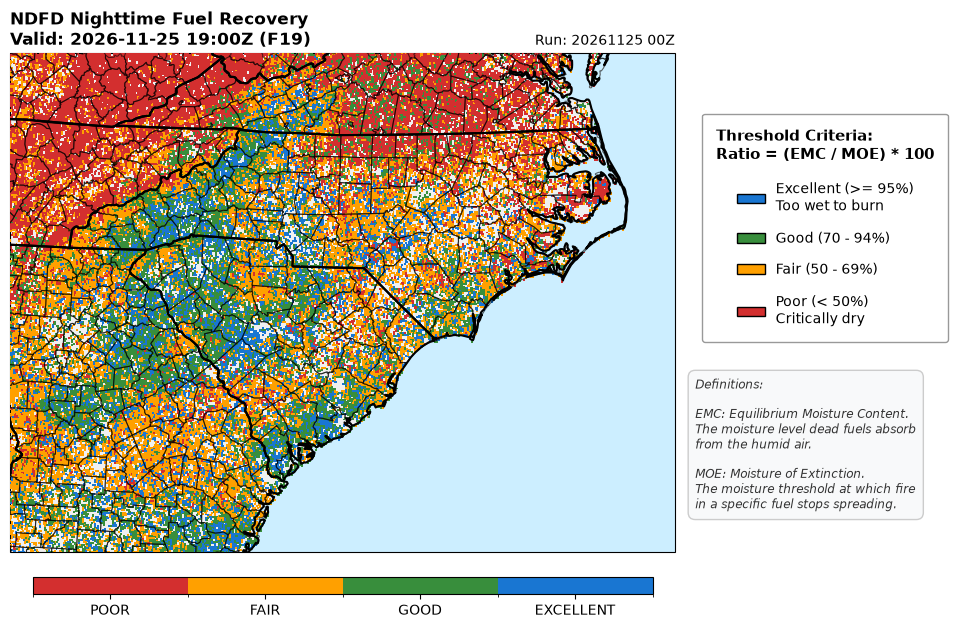 NDFD Nighttime Fuel Recovery
Valid: 2026-11-25 19:00Z (F19)
Run: 20261125 00Z
Threshold Criteria:
Ratio = (EMC / MOE) * 100
Excellent (>= 95%)
Too wet to burn
Good (70 - 94%)
Fair (50 - 69%)
Poor (< 50%)
Critically dry
Definitions:
EMC: Equilibrium Moisture Content.
The moisture level dead fuels absorb
from the humid air.
MOE: Moisture of Extinction.
The moisture threshold at which fire
in a specific fuel stops spreading.
POOR
FAIR
GOOD
EXCELLENT